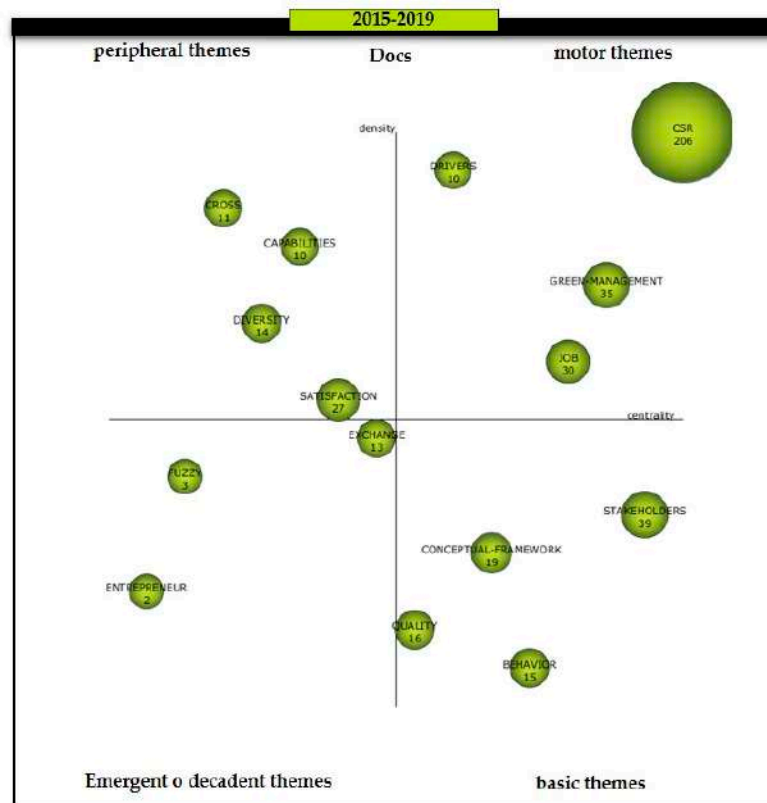 2015-2019
peripheral themes
Docs
motor themes
density
CSR
206
DRIVERS
10
CROSS
11
CAPABILITIES
10
GREEN-MANAGEMENT
35
DIVERSITY
14
JOB
30
SATISFACTION
27
centrality
EXCHANGE
13
FUZZY
3
STAKEHOLDERS
39
CONCEPTUAL-FRAMEWORK
19
ENTREPRENEUR
2
QUALITY
16
BEHAVIOR
15
Emergent o decadent themes
basic themes